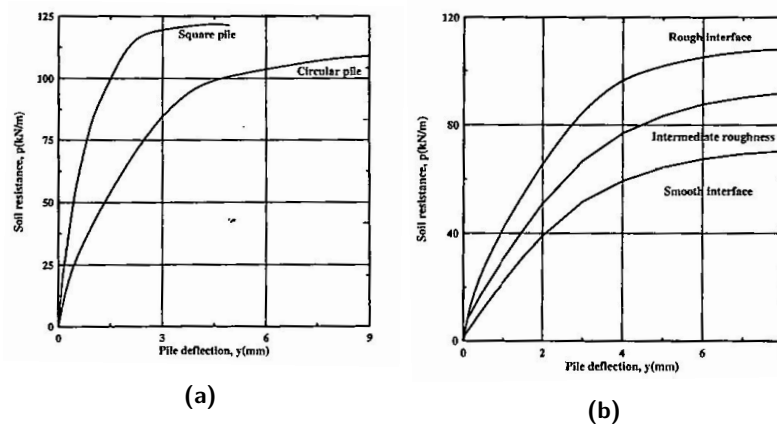 125
100
75
50
25
0
Soil resistance, p(kN/m)
Square pile
Circular pile
0 3 6 9
Pile deflection, y(mm)
(a)
120
80
40
0
Soil resistance, p(kN/m)
Rough interface
Intermediate roughness
Smooth interface
0 2 4 6
Pile deflection, y(mm)
(b)